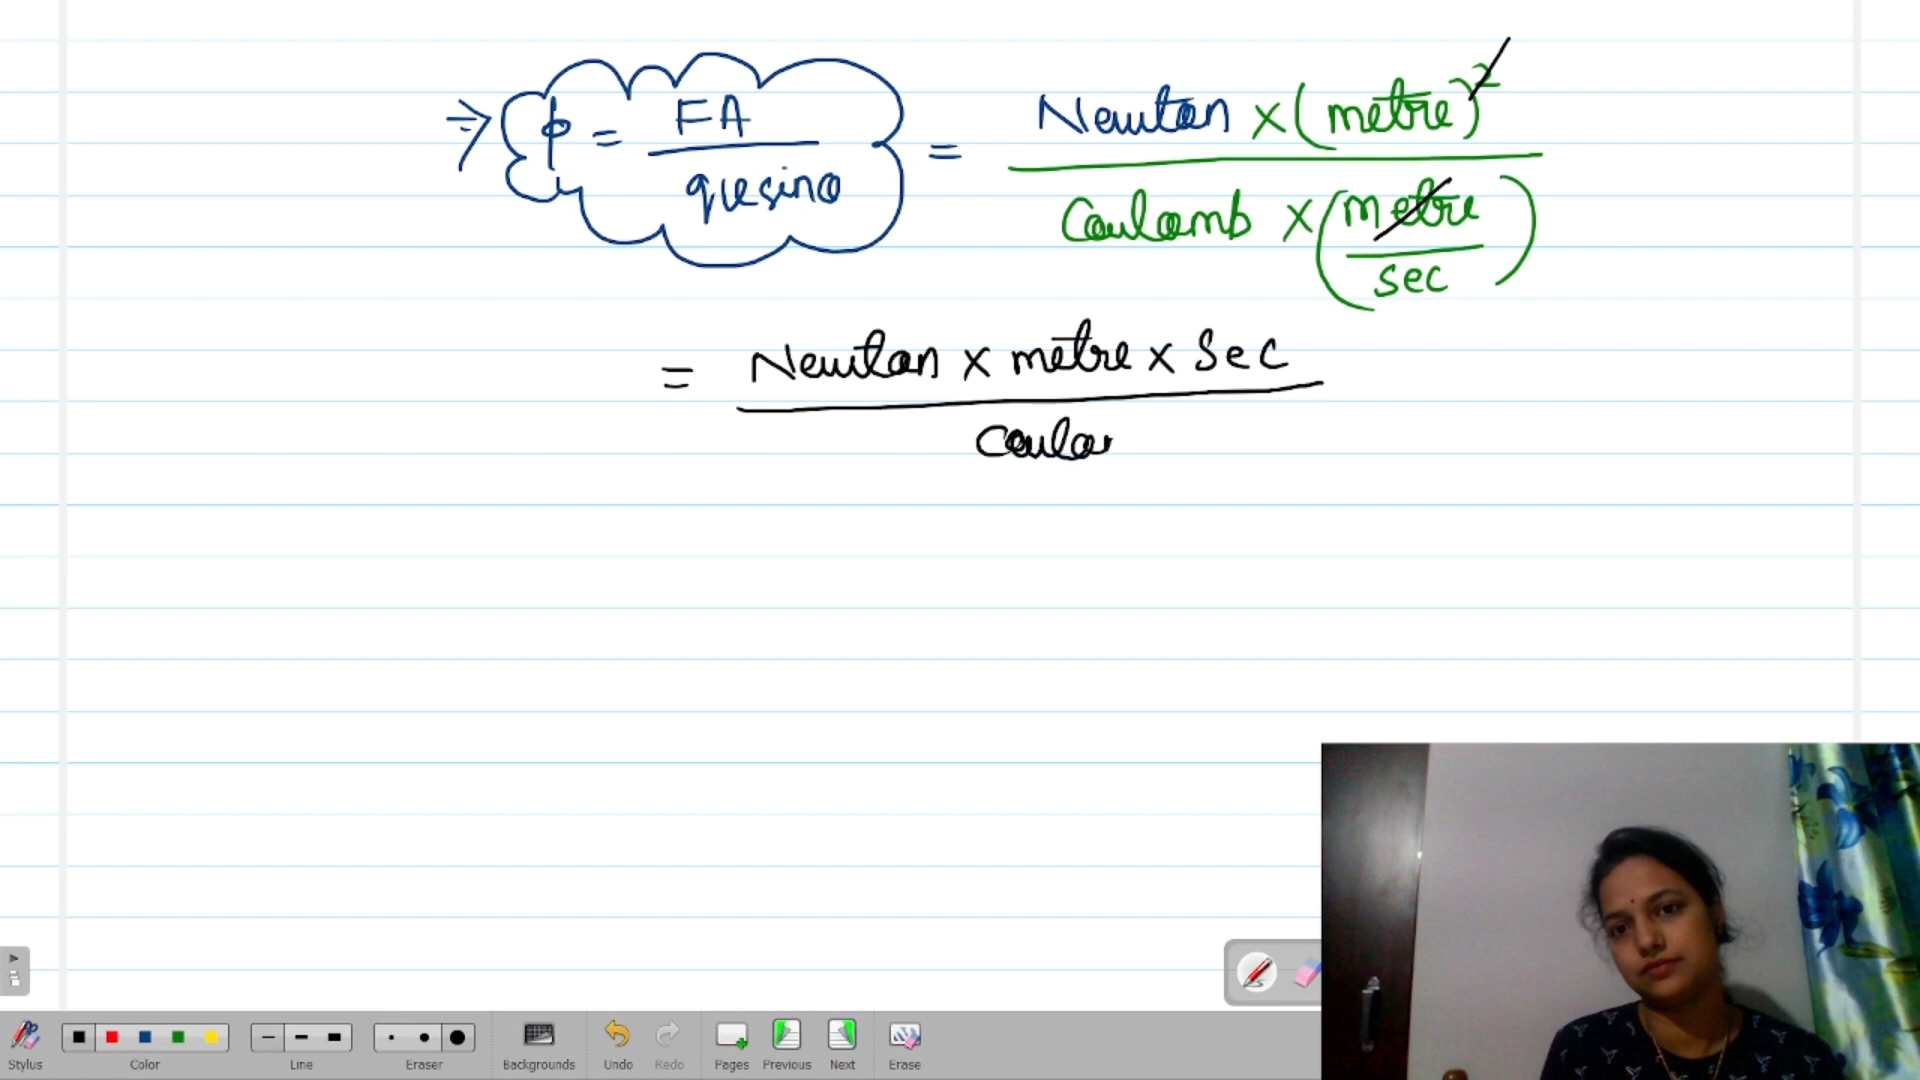 ⇒ ϕ = FA / qvsinθ = Newton × (metre)² / Coulomb × (metre / sec)
= Newton × metre × Sec
Coulo
Stylus Color Line Eraser Backgrounds Undo Redo Pages Previous Next Erase